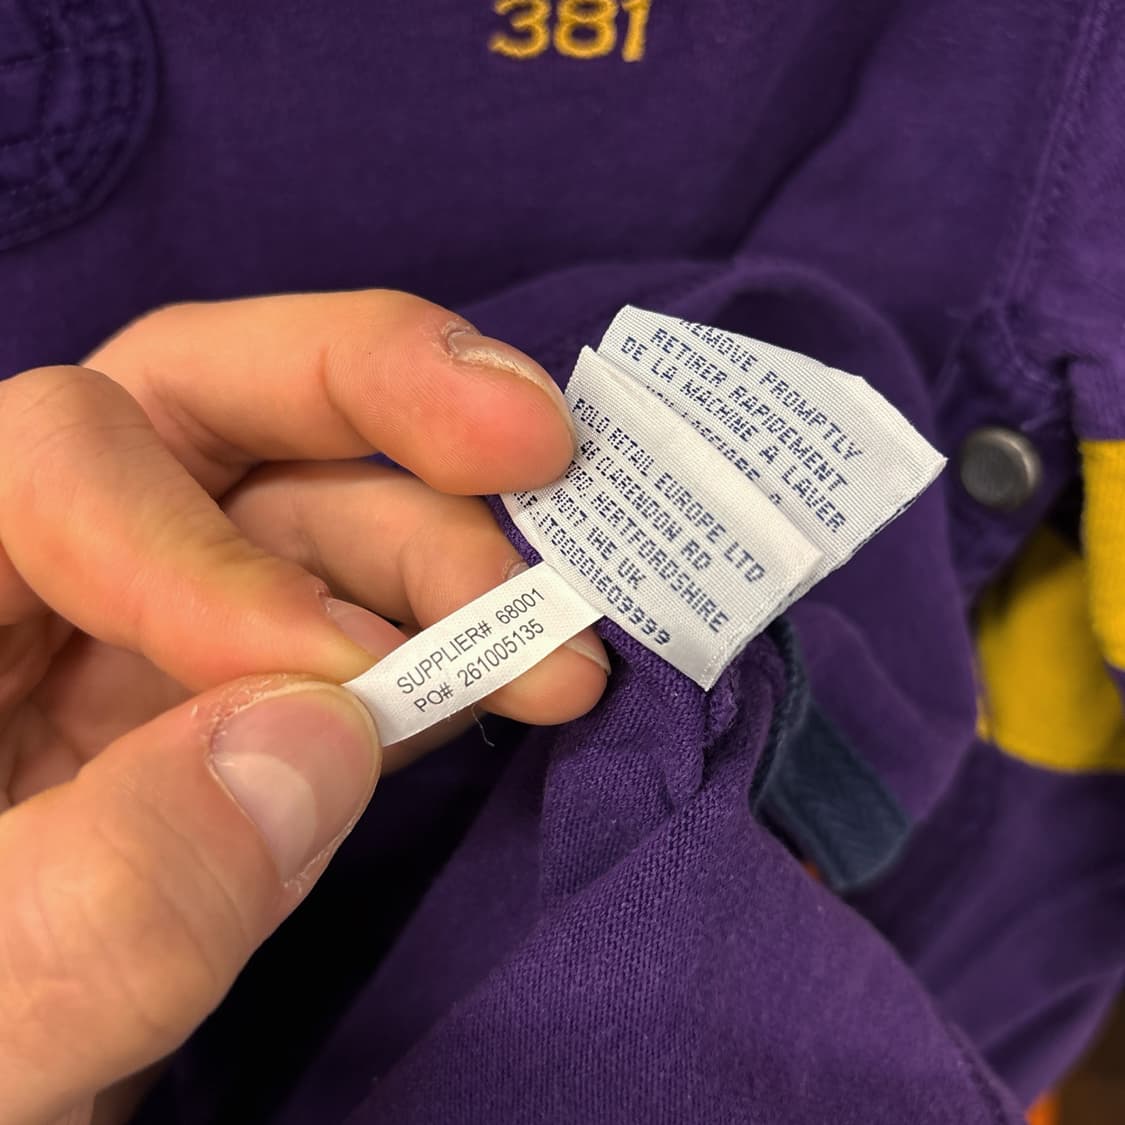 381
REMOVE PROMPTLY
RETIRER RAPIDEMENT
DE LA MACHINE A LAVER
POLO RETAIL EUROPE LTD
CLARENDON RD
HERTFORDSHIRE
THE UK
SUPPLIER# 68001
PO# 261005135